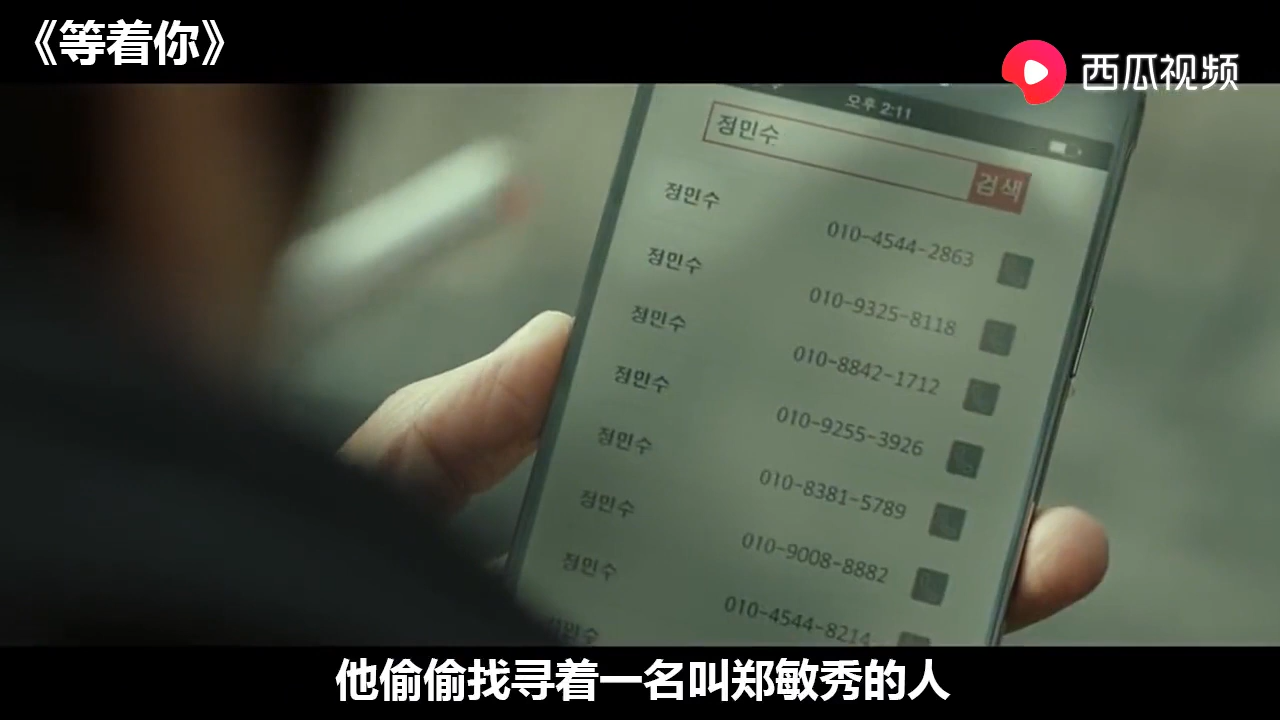 《等着你》
西瓜视频
오후 2:11
정민수
검색
정민수 010-4544-2863
정민수 010-9325-8118
정민수 010-8842-1712
정민수 010-9255-3926
정민수 010-8381-5789
정민수 010-9008-8882
정민수 010-4544-8214
他偷偷找寻着一名叫郑敏秀的人